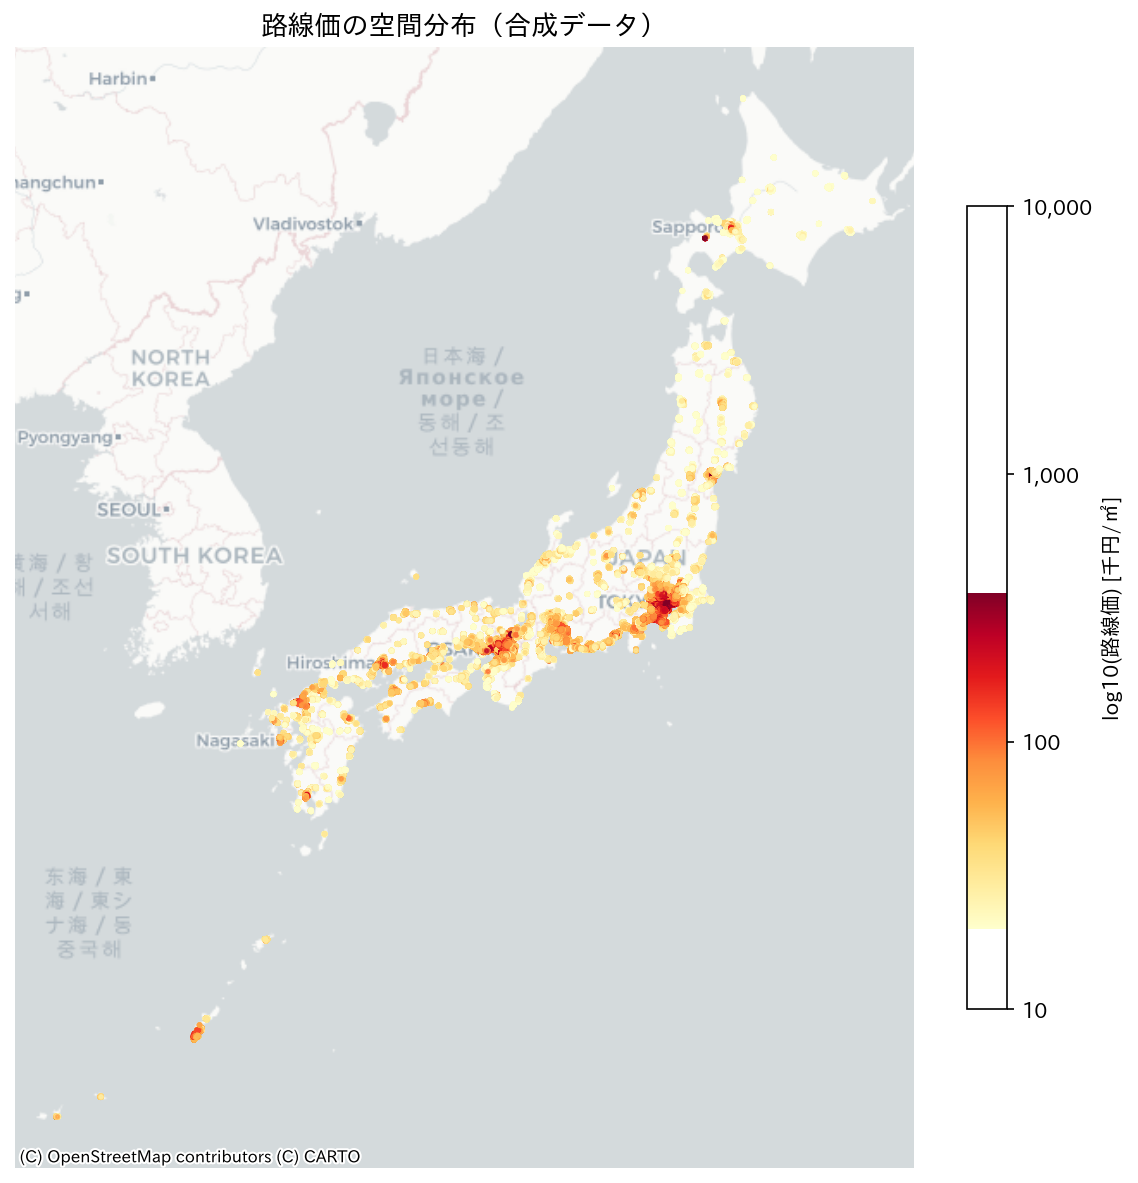 路線価の空間分布（合成データ）
Harbin
angchun
Vladivostok
Sapporo
10,000
NORTH
KOREA
日本海 /
Японское
море /
동해 / 조
선동해
Pyongyang
1,000
SEOUL
SOUTH KOREA
JAPAN
海 / 황
해 / 조선
서해
TOKY
OSAK
Hiroshima
Nagasaki
100
log10(路線価) [千円/㎡]
东海 / 東
海 / 東シ
ナ海 / 동
중국해
10
(C) OpenStreetMap contributors (C) CARTO